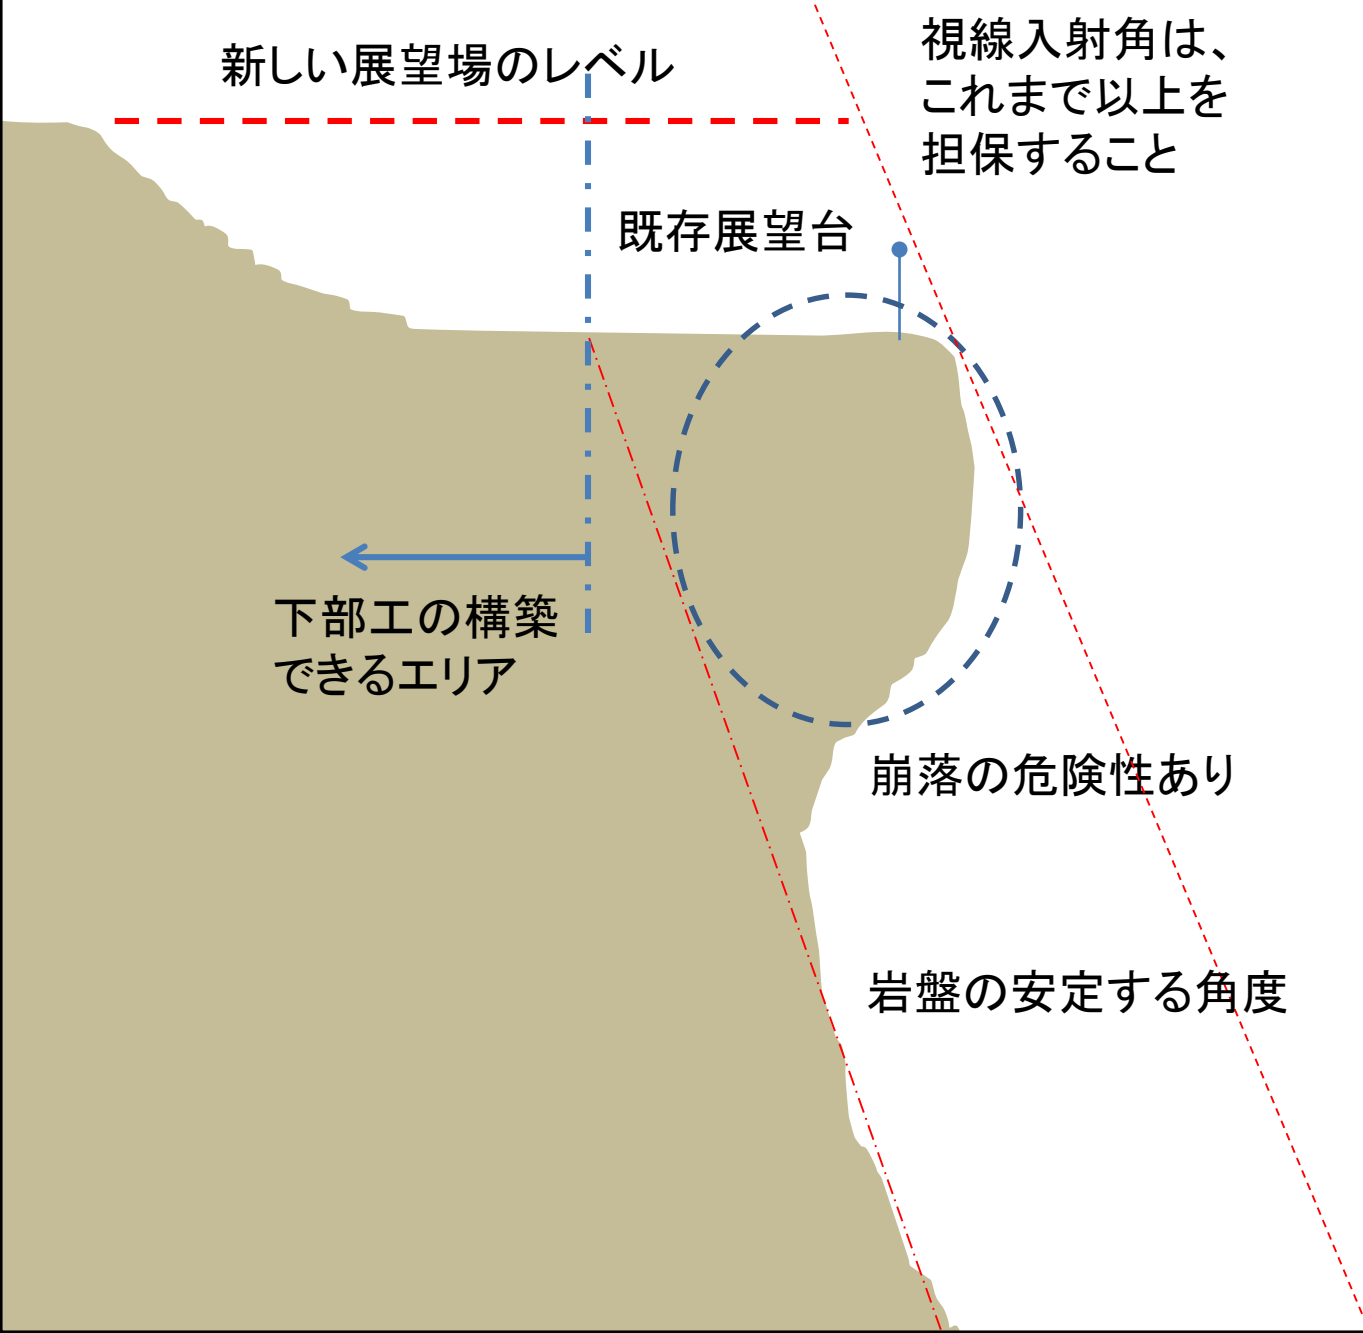 新しい展望場のレベル
視線入射角は、
これまで以上を
担保すること
既存展望台
下部工の構築
できるエリア
崩落の危険性あり
岩盤の安定する角度